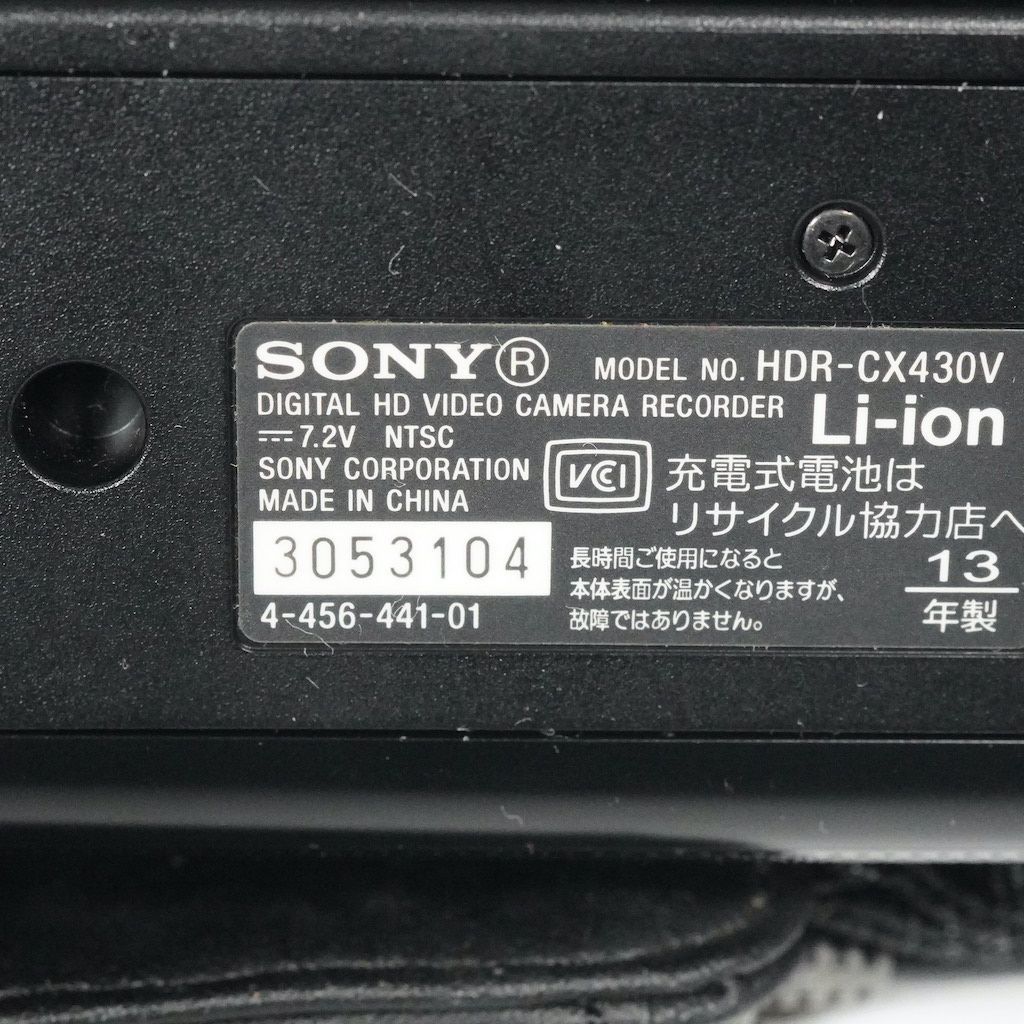 SONY® MODEL NO. HDR-CX430V
DIGITAL HD VIDEO CAMERA RECORDER
Li-ion
⎓7.2V NTSC
SONY CORPORATION
MADE IN CHINA
VCI
充電式電池は
リサイクル協力店へ
3053104
4-456-441-01
長時間ご使用になると
本体表面が温かくなりますが、
故障ではありません。
13
年製